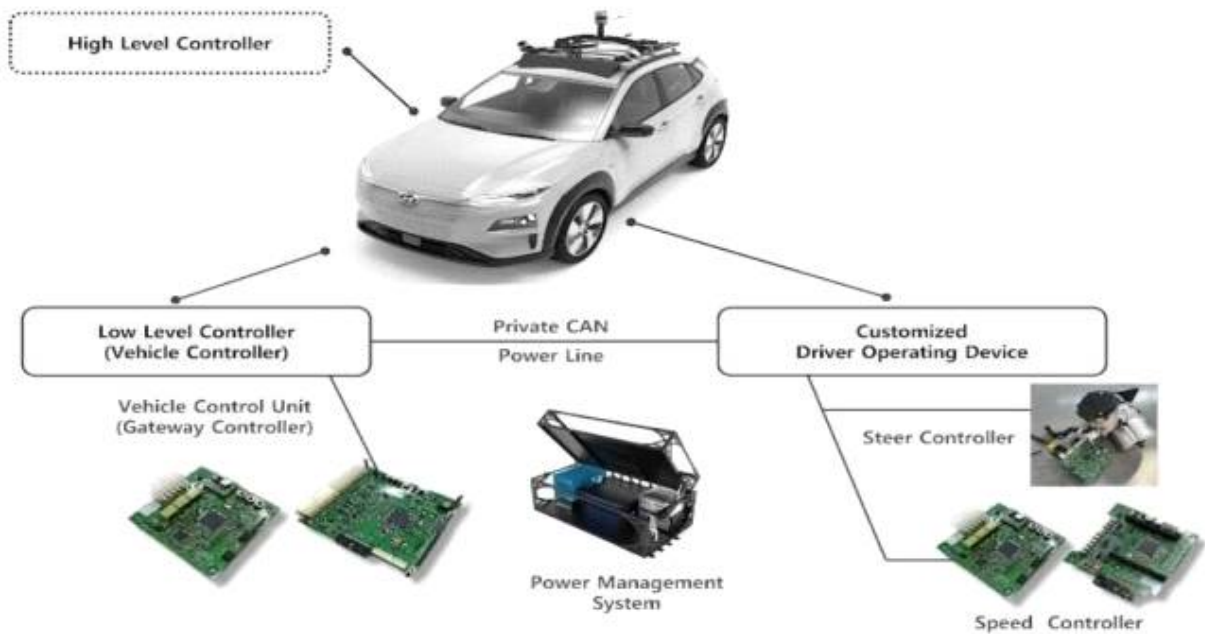 High Level Controller
Low Level Controller
(Vehicle Controller)
Private CAN
Power Line
Customized
Driver Operating Device
Vehicle Control Unit
(Gateway Controller)
Steer Controller
Power Management
System
Speed Controller